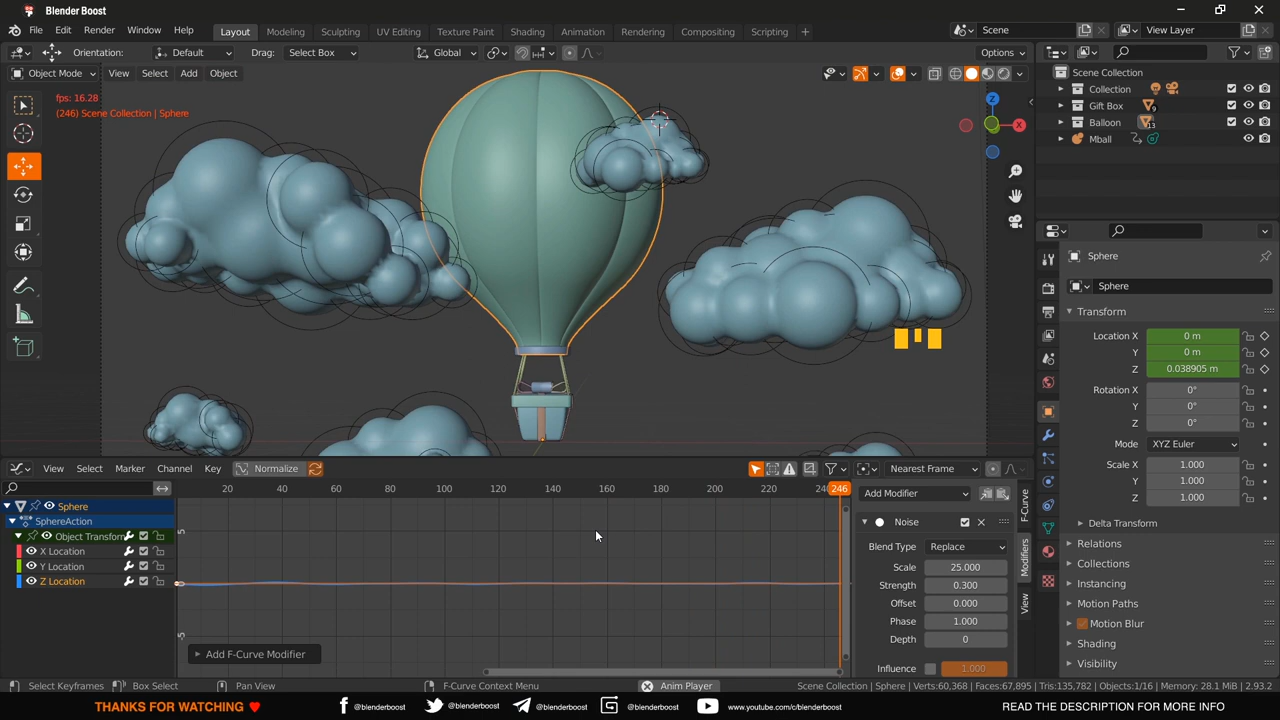 Blender Boost
File Edit Render Window Help
Layout Modeling Sculpting UV Editing Texture Paint Shading Animation Rendering Compositing Scripting +
Scene
View Layer
Orientation: Default Drag: Select Box Global Options
Object Mode View Select Add Object
fps: 16.28
(246) Scene Collection | Sphere
Z
X
Scene Collection
Collection
Gift Box 9
Balloon 13
Mball
Sphere
Sphere
Transform
Location X 0 m
Y 0 m
Z 0.038905 m
Rotation X 0°
Y 0°
Z 0°
Mode XYZ Euler
Scale X 1.000
Y 1.000
Z 1.000
Delta Transform
Relations
Collections
Instancing
Motion Paths
Motion Blur
Shading
Visibility
View Select Marker Channel Key Normalize Nearest Frame
20 40 60 80 100 120 140 160 180 200 220 240 246
Sphere
SphereAction
Object Transform
X Location
Y Location
Z Location
5
5
Add F-Curve Modifier
Add Modifier
Noise
Blend Type Replace
Scale 25.000
Strength 0.300
Offset 0.000
Phase 1.000
Depth 0
Influence 1.000
F-Curve
Modifiers
View
Select Keyframes Box Select Pan View F-Curve Context Menu Anim Player Scene Collection | Sphere | Verts:60,368 | Faces:67,895 | Tris:135,782 | Objects:1/16 | Memory: 28.1 MiB | 2.93.2
THANKS FOR WATCHING ♥ @blenderboost @blenderboost @blenderboost @blenderboost www.youtube.com/c/blenderboost READ THE DESCRIPTION FOR MORE INFO